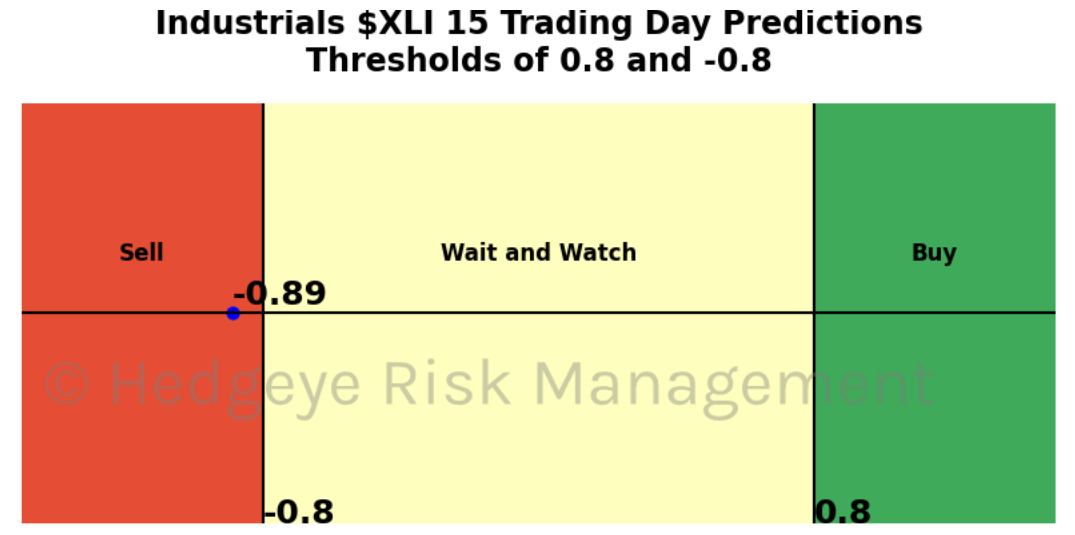 Industrials $XLI 15 Trading Day Predictions
Thresholds of 0.8 and -0.8
Sell
Wait and Watch
Buy
-0.89
© Hedgeye Risk Management
-0.8
0.8